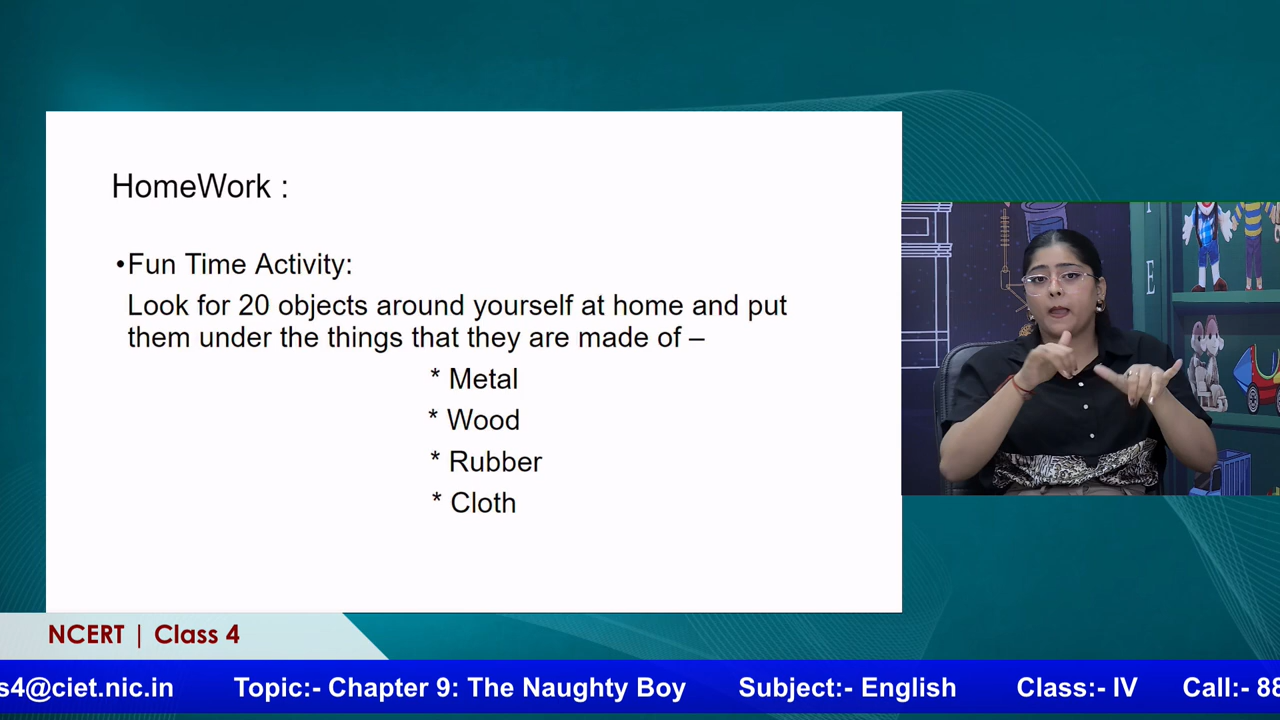 HomeWork :
•Fun Time Activity:
Look for 20 objects around yourself at home and put
them under the things that they are made of –
* Metal
* Wood
* Rubber
* Cloth
E
NCERT | Class 4
s4@ciet.nic.in Topic:- Chapter 9: The Naughty Boy Subject:- English Class:- IV Call:- 88